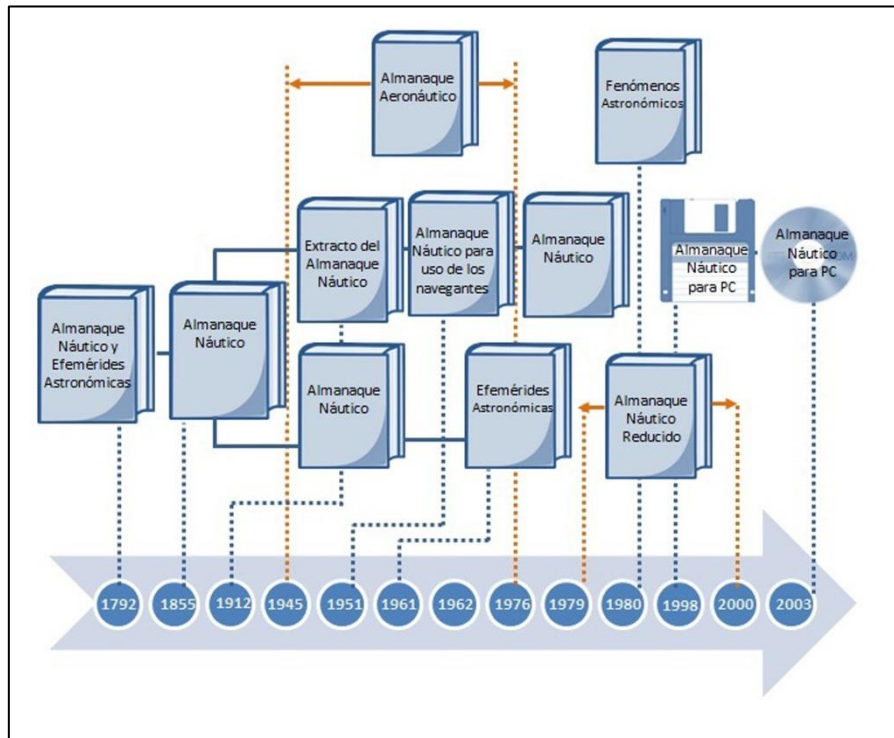 Almanaque
Aeronáutico
Fenómenos
Astronómicos
Extracto del
Almanaque
Náutico
Almanaque
Náutico para
uso de los
navegantes
Almanaque
Náutico
Almanaque
Náutico
para PC
Almanaque
Náutico
para PC
Almanaque
Náutico y
Efemérides
Astronómicas
Almanaque
Náutico
Almanaque
Náutico
Efemérides
Astronómicas
Almanaque
Náutico
Reducido
1792 1855 1912 1945 1951 1961 1962 1976 1979 1980 1998 2000 2003